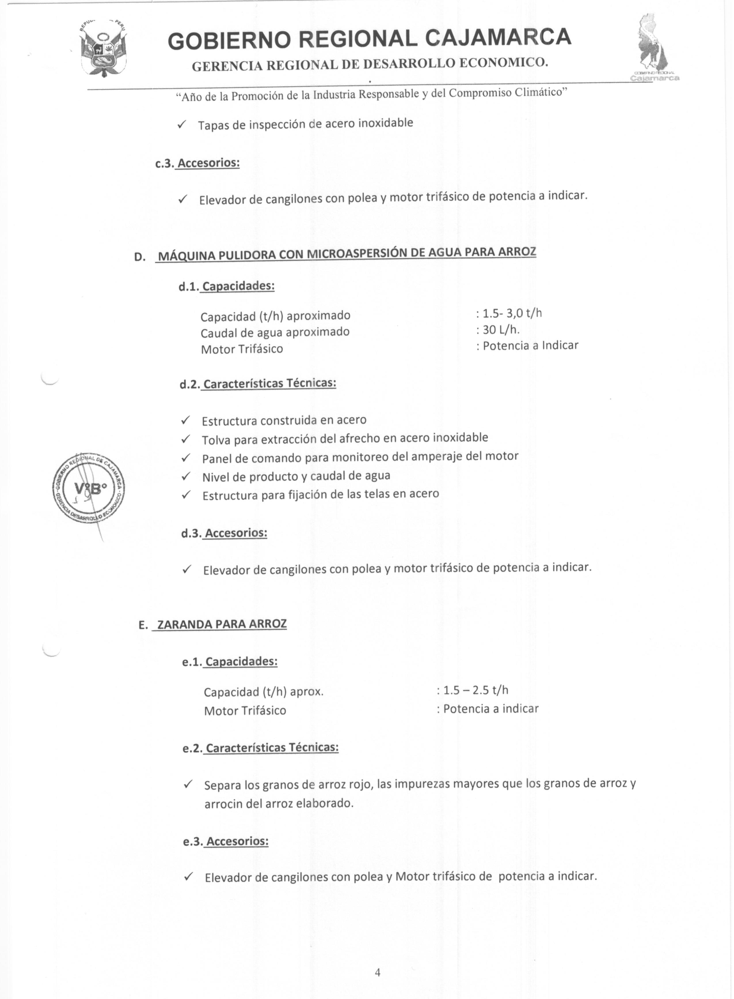 GOBIERNO REGIONAL CAJAMARCA
GERENCIA REGIONAL DE DESARROLLO ECONOMICO.
GOBIERNO REGIONAL
Cajamarca
“Año de la Promoción de la Industria Responsable y del Compromiso Climático”
✓ Tapas de inspección de acero inoxidable
c.3. Accesorios:
✓ Elevador de cangilones con polea y motor trifásico de potencia a indicar.
D. MÁQUINA PULIDORA CON MICROASPERSIÓN DE AGUA PARA ARROZ
d.1. Capacidades:
Capacidad (t/h) aproximado : 1.5- 3,0 t/h
Caudal de agua aproximado : 30 L/h.
Motor Trifásico : Potencia a Indicar
d.2. Características Técnicas:
✓ Estructura construida en acero
✓ Tolva para extracción del afrecho en acero inoxidable
✓ Panel de comando para monitoreo del amperaje del motor
✓ Nivel de producto y caudal de agua
✓ Estructura para fijación de las telas en acero
GOBIERNO REGIONAL DE CAJAMARCA
V°B°
GERENCIA DESARROLLO ECONOMICO
d.3. Accesorios:
✓ Elevador de cangilones con polea y motor trifásico de potencia a indicar.
E. ZARANDA PARA ARROZ
e.1. Capacidades:
Capacidad (t/h) aprox. : 1.5 – 2.5 t/h
Motor Trifásico : Potencia a indicar
e.2. Características Técnicas:
✓ Separa los granos de arroz rojo, las impurezas mayores que los granos de arroz y
arrocin del arroz elaborado.
e.3. Accesorios:
✓ Elevador de cangilones con polea y Motor trifásico de potencia a indicar.
4